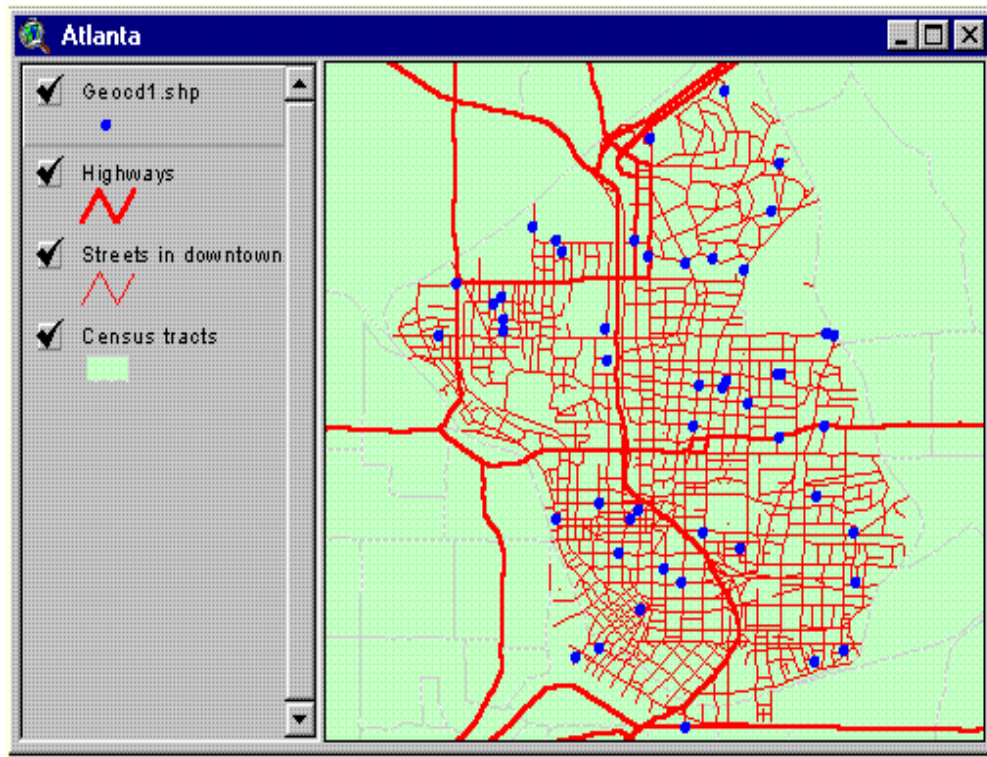 Atlanta
Geocd1.shp
Highways
Streets in downtown
Census tracts